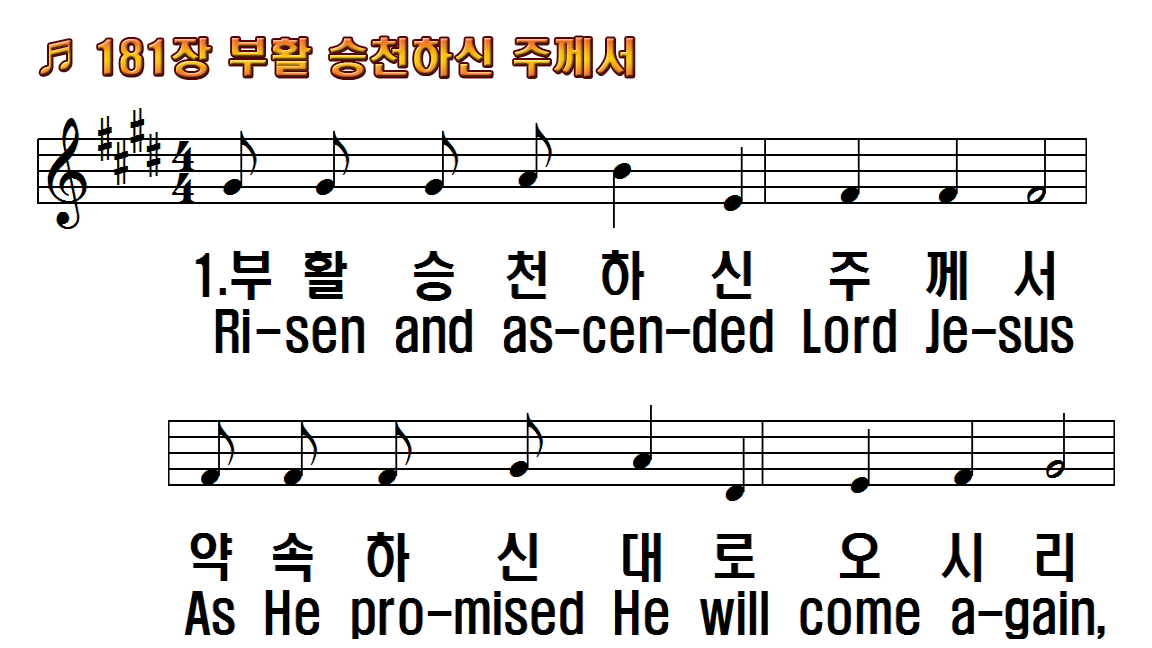 181장 부활 승천하신 주께서
4
4
1.부 활 승 천 하 신 주 께 서
Ri-sen and as-cen-ded Lord Je-sus
약 속 하 신 대 로 오 시 리
As He pro-mised He will come a-gain,